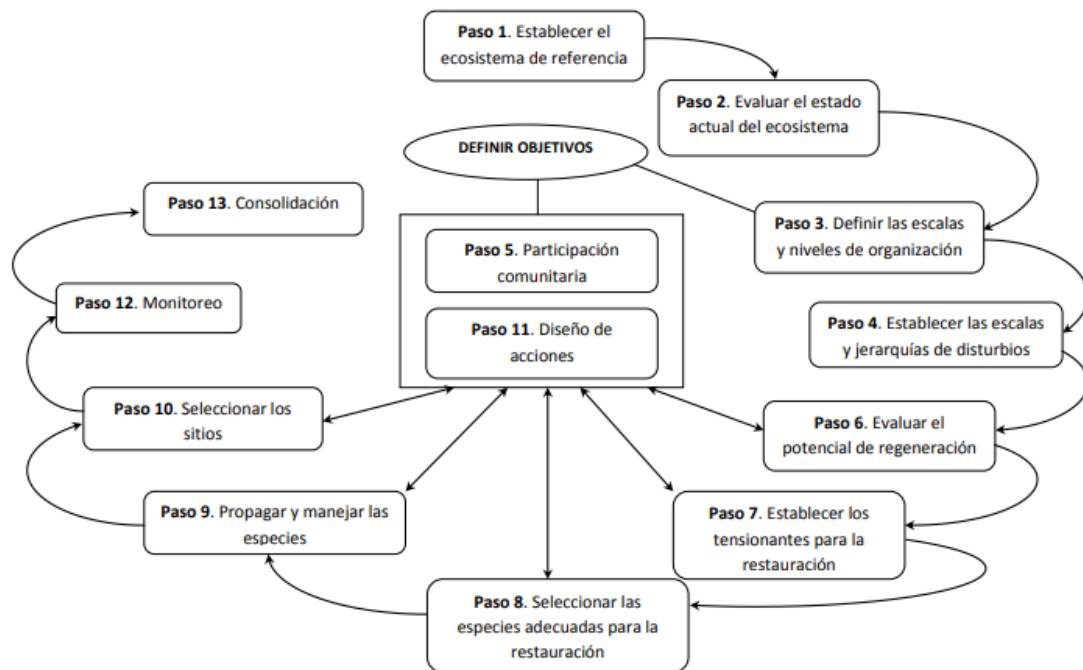 Paso 1. Establecer el
ecosistema de referencia
Paso 2. Evaluar el estado
actual del ecosistema
DEFINIR OBJETIVOS
Paso 13. Consolidación
Paso 3. Definir las escalas
y niveles de organización
Paso 5. Participación
comunitaria
Paso 12. Monitoreo
Paso 4. Establecer las escalas
y jerarquías de disturbios
Paso 11. Diseño de
acciones
Paso 10. Seleccionar los
sitios
Paso 6. Evaluar el
potencial de regeneración
Paso 9. Propagar y manejar las
especies
Paso 7. Establecer los
tensionantes para la
restauración
Paso 8. Seleccionar las
especies adecuadas para la
restauración